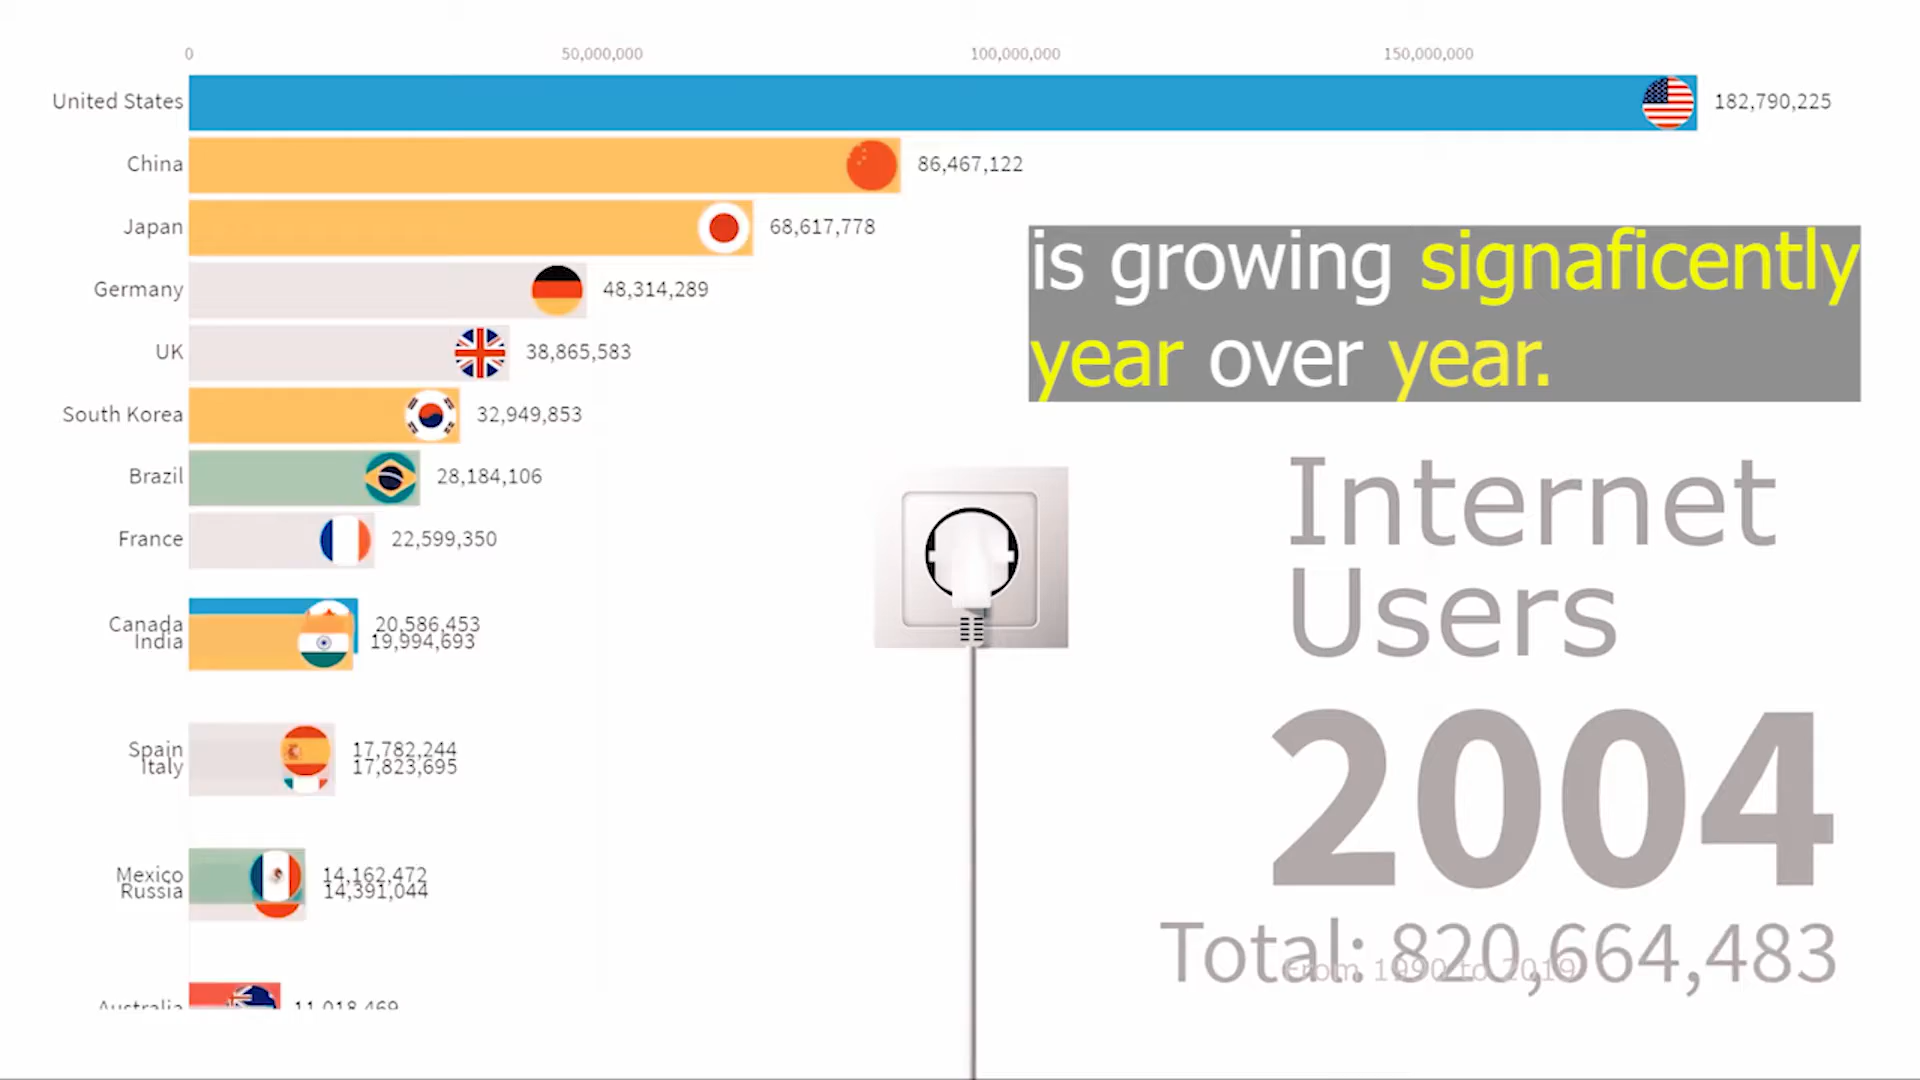 0 50,000,000 100,000,000 150,000,000
United States 182,790,225
China 86,467,122
Japan 68,617,778
is growing signaficently
year over year.
Germany 48,314,289
UK 38,865,583
South Korea 32,949,853
Brazil 28,184,106
France 22,599,350
Internet
Users
Canada 20,586,453
India 19,994,693
Spain 17,782,244
Italy 17,823,695
2004
Mexico 14,162,472
Russia 14,391,044
Total: 820,664,483
From 1990 to 2019
Australia 11,018,469